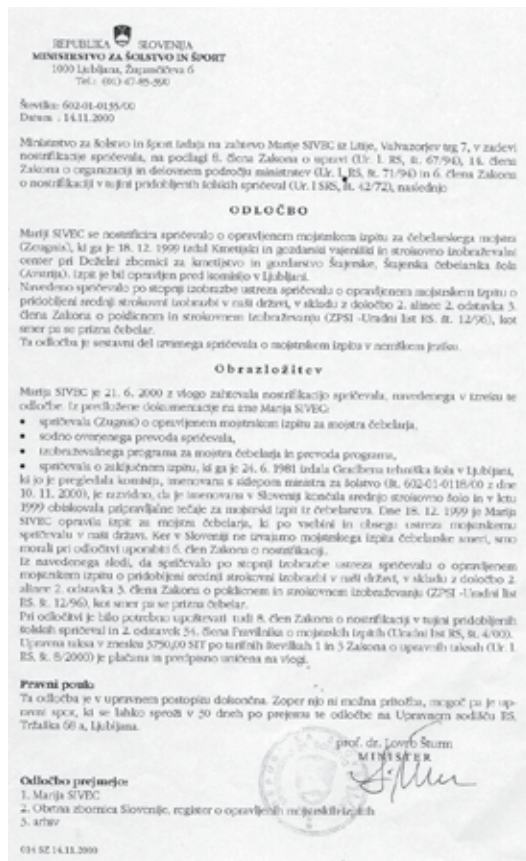 REPUBLIKA SLOVENIJA
MINISTRSTVO ZA ŠOLSTVO IN ŠPORT
1000 Ljubljana, Župančičeva 6
Tel.: (01) 47-85-390
Številka: 602-01-0135/00
Datum : 14.11.2000
Ministrstvo za šolstvo in šport izdaja na zahtevo Marije SIVEC iz Litije, Valvazorjev trg 7, v zadevi
nostrifikacije spričevala, na podlagi 8. člena Zakona o upravi (Ur. l. RS, št. 67/94), 14. člena
Zakona o organizaciji in delovnem področju ministrstev (Ur. l. RS, št. 71/94) in 6. člena Zakona
o nostrifikaciji v tujini pridobljenih šolskih spričeval (Ur. l SRS, št. 42/72), naslednjo
ODLOČBO
Mariji SIVEC se nostrificira spričevalo o opravljenem mojstrskem izpitu za čebelarskega mojstra
(Zeugnis), ki ga je 18. 12. 1999 izdal Kmetijski in gozdarski vajeniški in strokovno izobraževalni
center pri Deželni zbornici za kmetijstvo in gozdarstvo Štajerske, Štajerska čebelarska šola
(Avstrija). Izpit je bil opravljen pred komisijo v Ljubljani.
Navedeno spričevalo po stopnji izobrazbe ustreza spričevalu o opravljenem mojstrskem izpitu o
pridobljeni srednji strokovni izobrazbi v naši državi, v skladu z določbo 2. alinee 2. odstavka 3.
člena Zakona o poklicnem in strokovnem izobraževanju (ZPSI -Uradni list RS. št. 12/96), kot
smer pa se prizna čebelar.
Ta odločba je sestavni del izvirnega spričevala o mojstrskem izpitu v nemškem jeziku.
Obrazložitev
Marija SIVEC je 21. 6. 2000 z vlogo zahtevala nostrifikacijo spričevala, navedenega v izreku te
odločbe. Iz predložene dokumentacije na ime Marija SIVEC:
• spričevala (Zugnis) o opravljenem mojstrskem izpitu za mojstra čebelarja,
• sodno overjenega prevoda spričevala,
• izobraževalnega programa za mojstra čebelarja in prevoda programa,
• spričevala o zaključnem izpitu, ki ga je 24. 6. 1981 izdala Gradbena tehniška šola v Ljubljani,
ki jo je pregledala komisija, imenovana s sklepom ministra za šolstvo (št. 602-01-0118/00 z dne
10. 11. 2000), je razvidno, da je imenovana v Sloveniji končala srednjo strokovno šolo in v letu
1999 obiskovala pripravljalne tečaje za mojstrski izpit iz čebelarstva. Dne 18. 12. 1999 je Marija
SIVEC opravila izpit za mojstra čebelarja, ki po vsebini in obsegu ustreza mojstrskemu
spričevalu v naši državi. Ker v Sloveniji ne izvajamo mojstrskega izpita čebelarske smeri, smo
morali pri odločitvi uporabiti 6. člen Zakona o nostrifikaciji.
Iz navedenega sledi, da spričevalo po stopnji izobrazbe ustreza spričevalu o opravljenem
mojstrskem izpitu o pridobljeni srednji strokovni izobrazbi v naši državi, v skladu z določbo 2.
alinee 2. odstavka 3. člena Zakona o poklicnem in strokovnem izobraževanju (ZPSI -Uradni list
RS. št. 12/96), kot smer pa se prizna čebelar.
Pri odločitvi je bilo potrebno upoštevati tudi 8. člen Zakona o nostrifikaciji v tujini pridobljenih
šolskih spričeval in 2. odstavek 34. člena Pravilnika o mojstrskih izpitih (Uradni list RS, št. 4/00).
Upravna taksa v znesku 3750,00 SIT po tarifnih številkah 1 in 3 Zakona o upravnih taksah (Ur. l.
RS, št. 8/2000) je plačana in predpisno uničena na vlogi.
Pravni pouk:
Ta odločba je v upravnem postopku dokončna. Zoper njo ni možna pritožba, mogoč pa je up-
ravni spor, ki se lahko sproži v 30 dneh po prejemu te odločbe na Upravnem sodišču RS,
Tržaška 68 a, Ljubljana.
prof. dr. Lovro Šturm
MINISTER
Odločbo prejmejo:
1. Marija SIVEC
2. Obrtna zbornica Slovenije, register o opravljenih mojstrskih izpitih
3. arhiv
034 SZ 14.11.2000